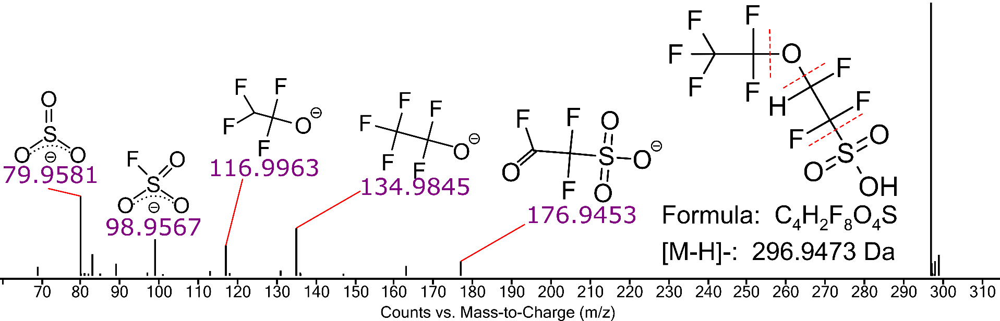 O
S
O
O
⊖
79.9581
F
O
S
O
O
⊖
98.9567
F
F
F
F
O⊖
116.9963
F
F
F
F
F
O⊖
134.9845
F
O
F
F
O
S
O
O⊖
176.9453
F
F
F
F
F
O
F
H
F
F
S
O
O
OH
Formula: C4H2F8O4S
[M-H]-: 296.9473 Da
70 80 90 100 110 120 130 140 150 160 170 180 190 200 210 220 230 240 250 260 270 280 290 300 310
Counts vs. Mass-to-Charge (m/z)